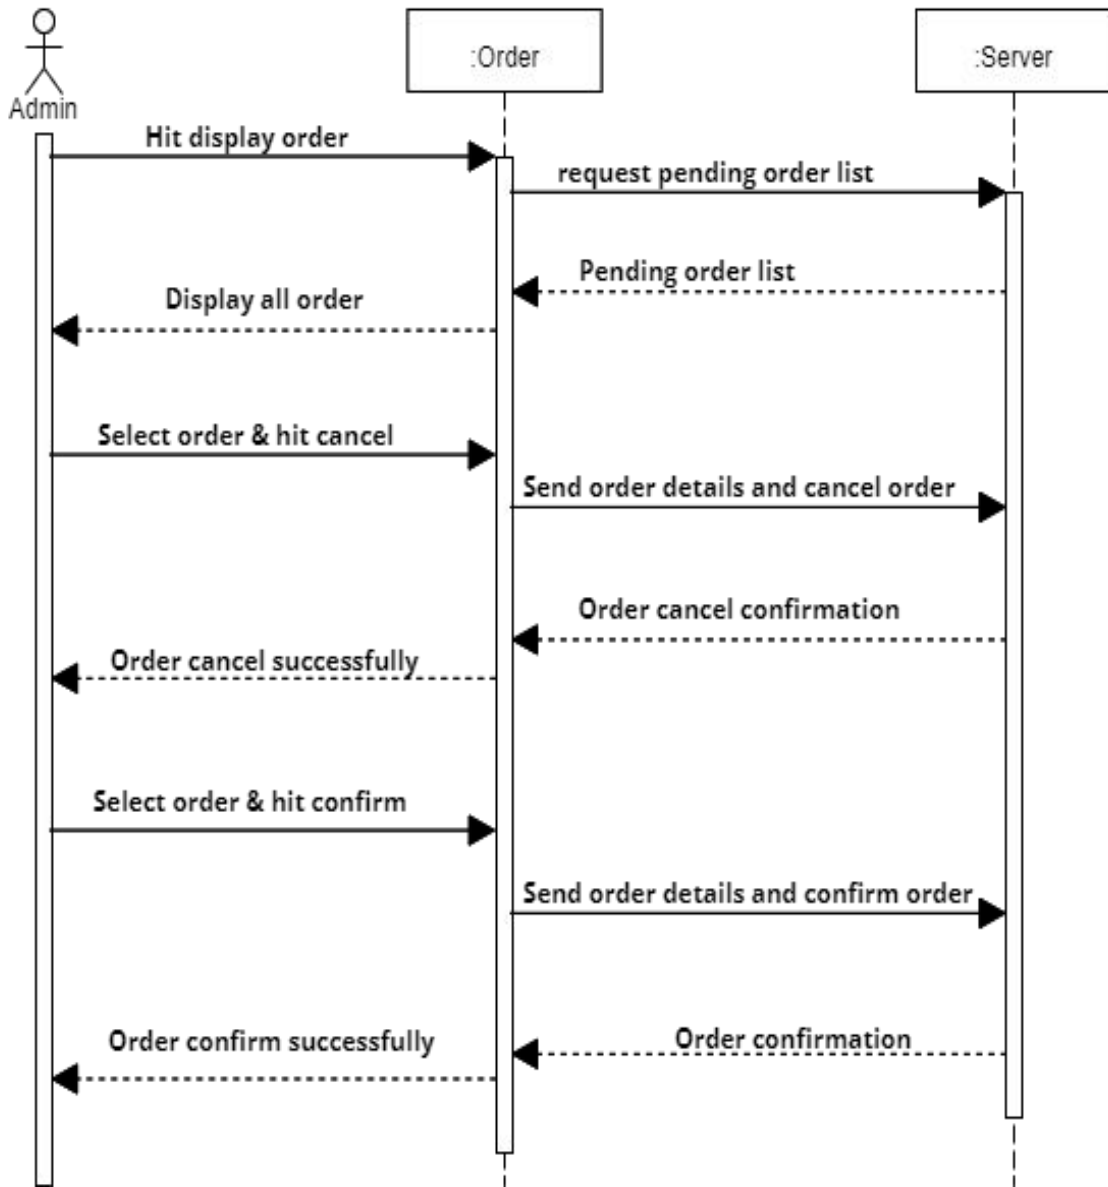 :Order
:Server
Admin
Hit display order
request pending order list
Pending order list
Display all order
Select order & hit cancel
Send order details and cancel order
Order cancel confirmation
Order cancel successfully
Select order & hit confirm
Send order details and confirm order
Order confirmation
Order confirm successfully